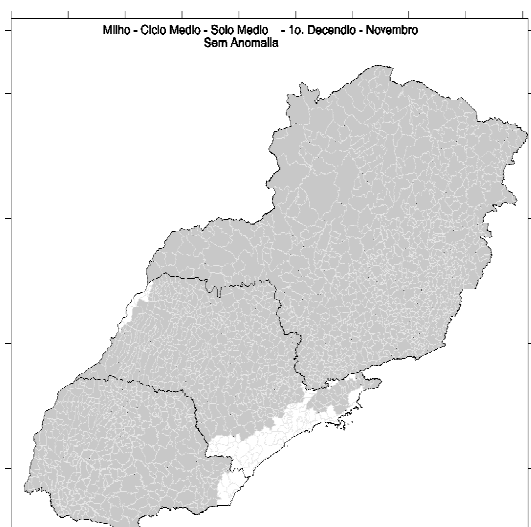 Milho - Ciclo Medio - Solo Medio - 1o. Decendio - Novembro
Sem Anomalia